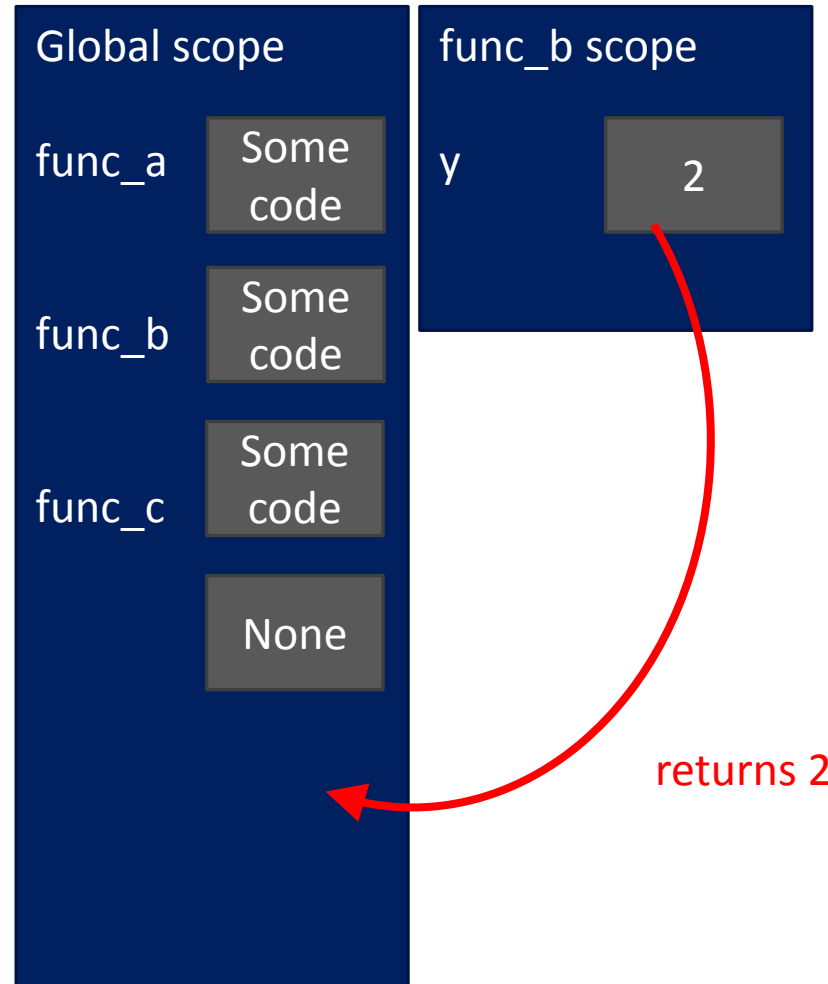 Global scope
func_a
Some
code
func_b
Some
code
func_c
Some
code
None
func_b scope
y
2
returns 2